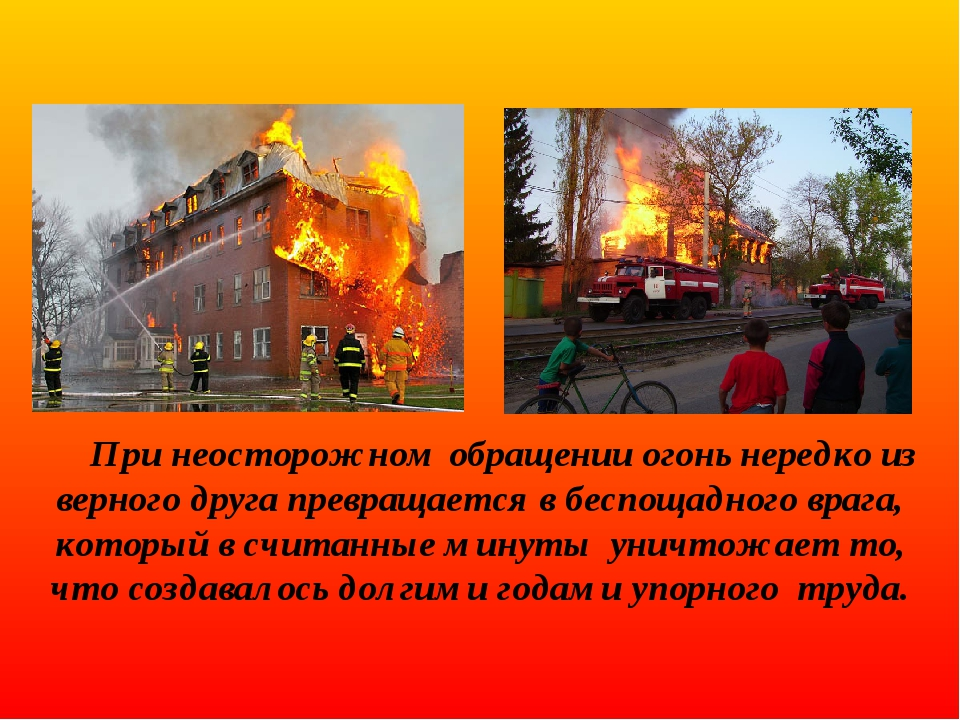 При неосторожном обращении огонь нередко из
верного друга превращается в беспощадного врага,
который в считанные минуты уничтожает то,
что создавалось долгими годами упорного труда.